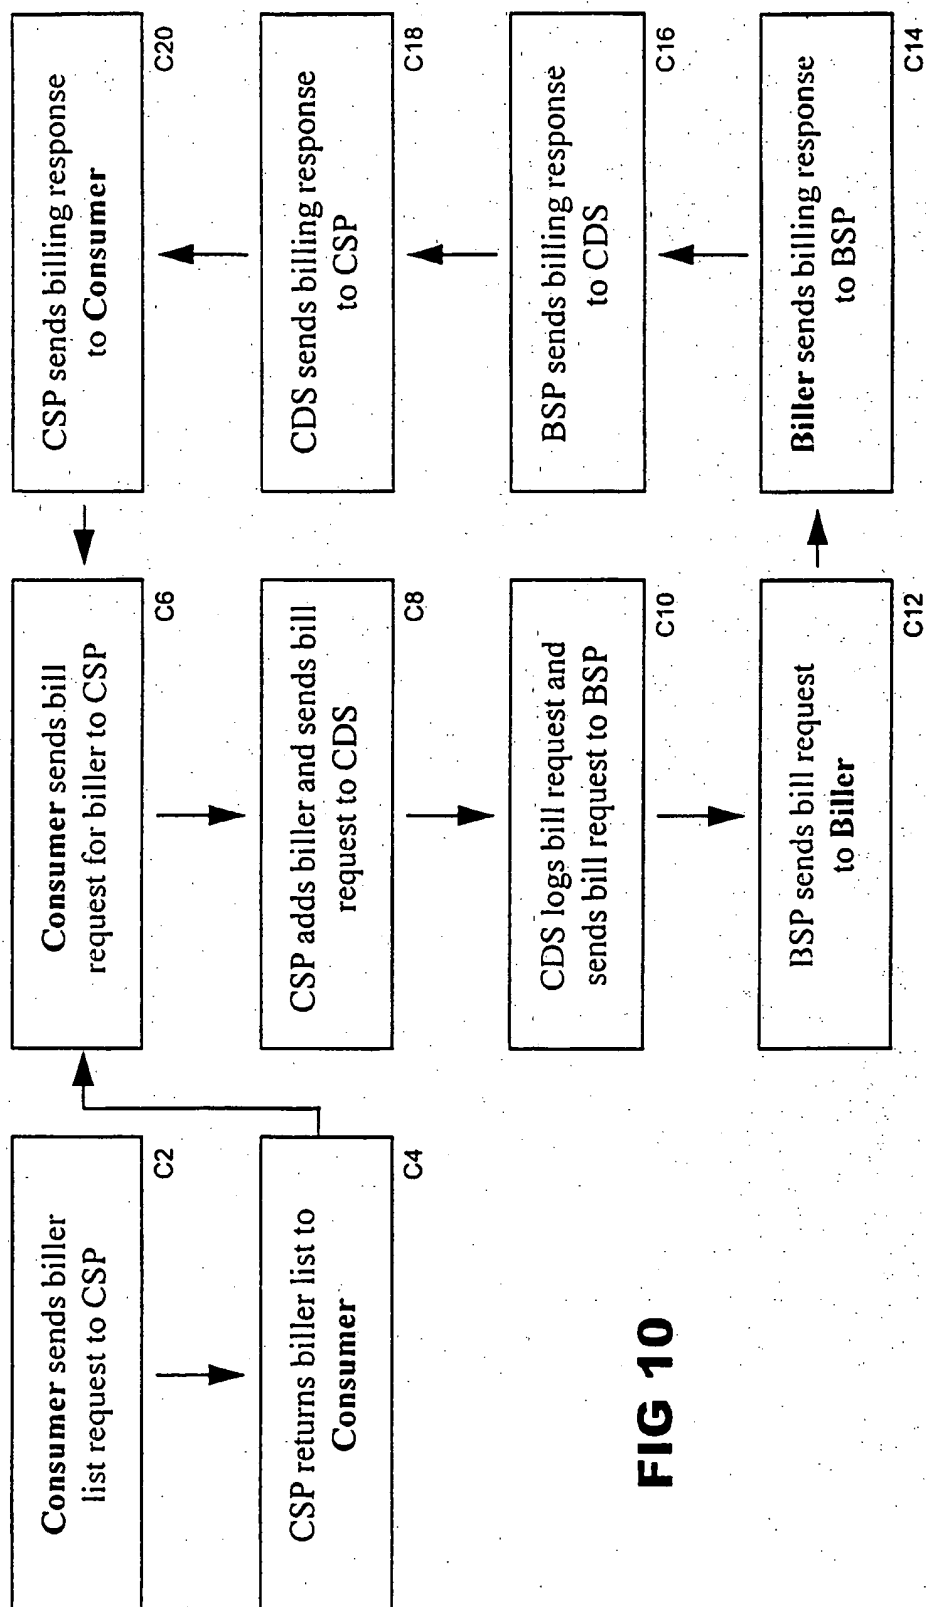 Consumer sends biller
list request to CSP
C2
CSP returns biller list to
Consumer
C4
Consumer sends bill
request for biller to CSP
C6
CSP adds biller and sends bill
request to CDS
C8
CDS logs bill request and
sends bill request to BSP
C10
BSP sends bill request
to Biller
C12
Biller sends billing response
to BSP
C14
BSP sends billing response
to CDS
C16
CDS sends billing response
to CSP
C18
CSP sends billing response
to Consumer
C20
FIG 10